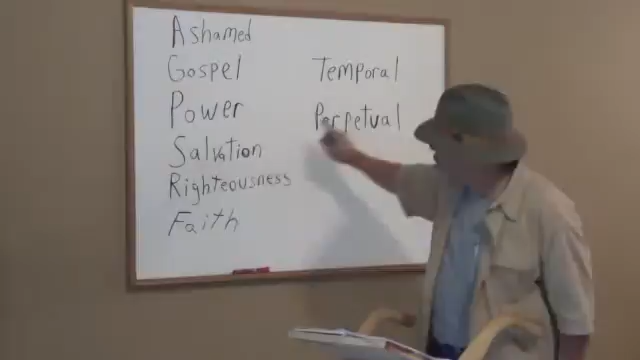 Ashamed
Gospel
Power
Salvation
Righteousness
Faith
Temporal
Perpetual